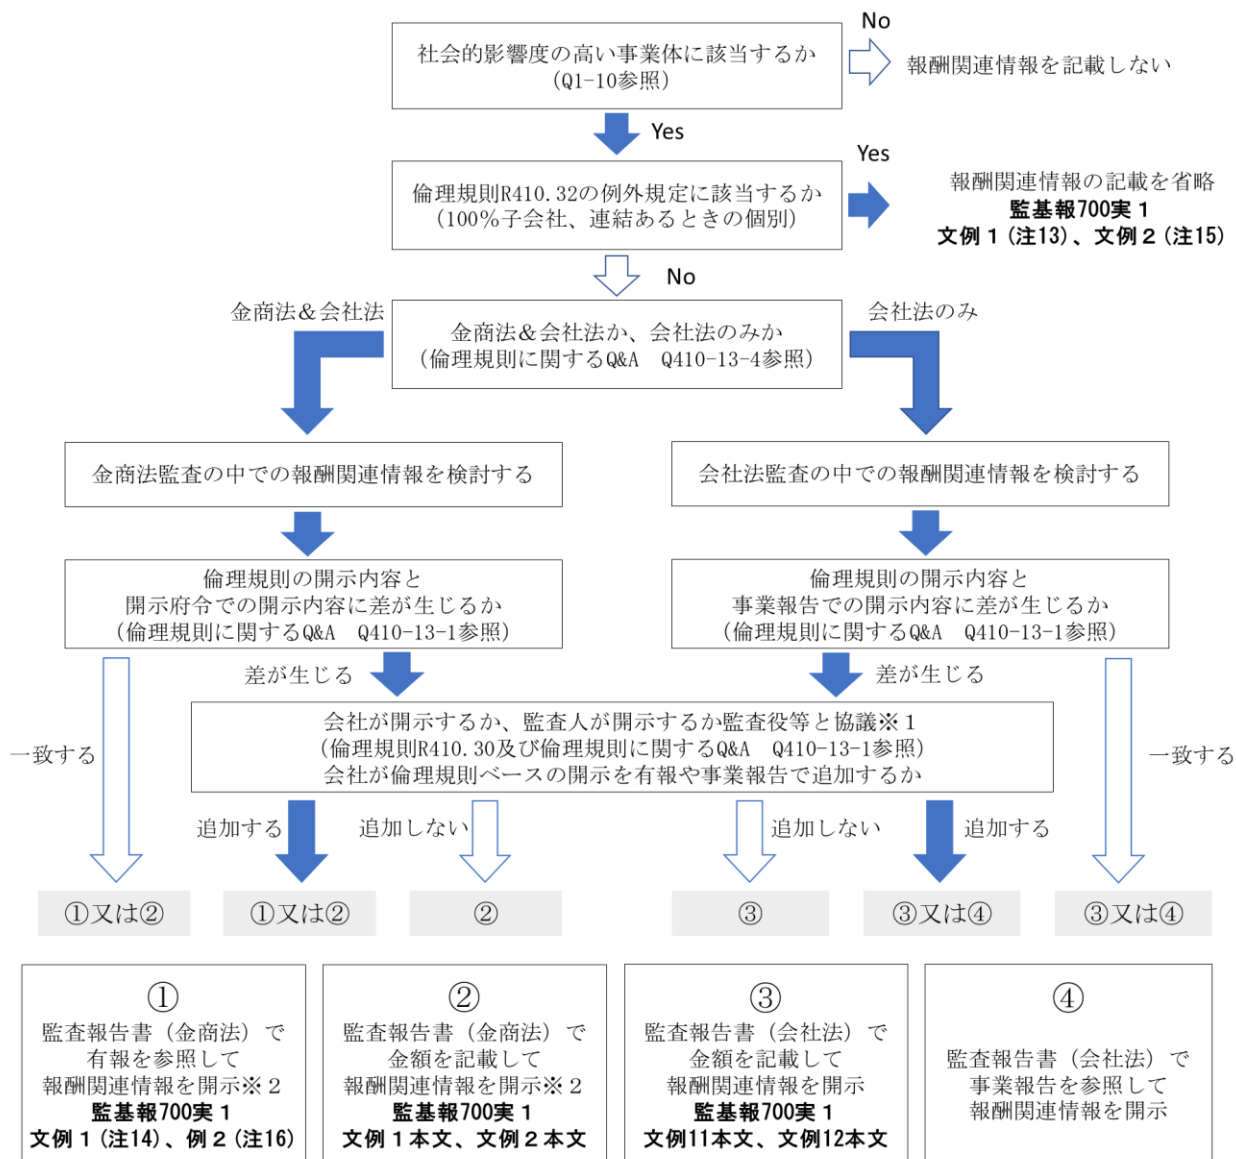 社会的影響度の高い事業体に該当するか
(Q1-10参照)
No
報酬関連情報を記載しない
Yes
倫理規則R410.32の例外規定に該当するか
(100%子会社、連結あるときの個別)
Yes
報酬関連情報の記載を省略
監基報700実1
文例1(注13)、文例2(注15)
No
金商法&会社法
金商法&会社法か、会社法のみか
(倫理規則に関するQ&A Q410-13-4参照)
会社法のみ
金商法監査の中での報酬関連情報を検討する
会社法監査の中での報酬関連情報を検討する
倫理規則の開示内容と
開示府令での開示内容に差が生じるか
(倫理規則に関するQ&A Q410-13-1参照)
倫理規則の開示内容と
事業報告での開示内容に差が生じるか
(倫理規則に関するQ&A Q410-13-1参照)
差が生じる
差が生じる
一致する
会社が開示するか、監査人が開示するか監査役等と協議※1
(倫理規則R410.30及び倫理規則に関するQ&A Q410-13-1参照)
会社が倫理規則ベースの開示を有報や事業報告で追加するか
一致する
追加する
追加しない
追加しない
追加する
①又は②
①又は②
②
③
③又は④
③又は④
①
監査報告書(金商法)で
有報を参照して
報酬関連情報を開示※2
監基報700実1
文例1(注14)、例2(注16)
②
監査報告書(金商法)で
金額を記載して
報酬関連情報を開示※2
監基報700実1
文例1本文、文例2本文
③
監査報告書(会社法)で
金額を記載して
報酬関連情報を開示
監基報700実1
文例11本文、文例12本文
④
監査報告書(会社法)で
事業報告を参照して
報酬関連情報を開示